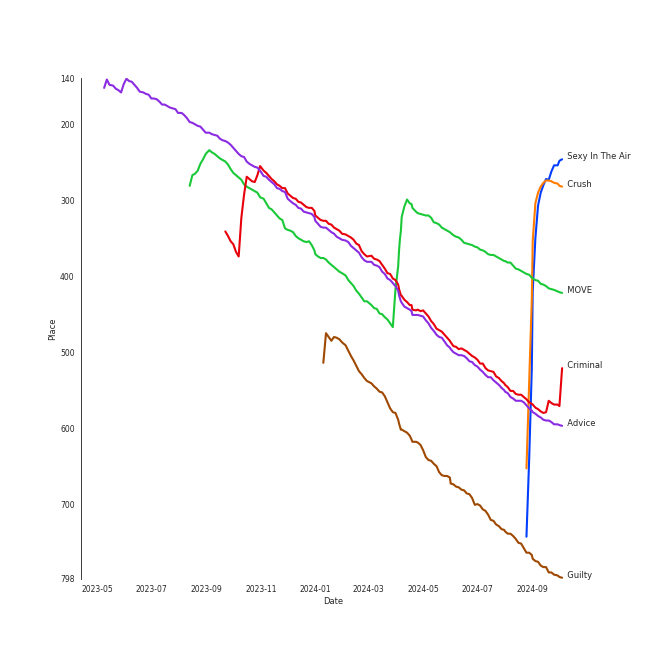 140
200
300
400
500
600
700
798
Place
2023-05 2023-07 2023-09 2023-11 2024-01 2024-03 2024-05 2024-07 2024-09
Date
Sexy In The Air
Crush
MOVE
Criminal
Advice
Guilty